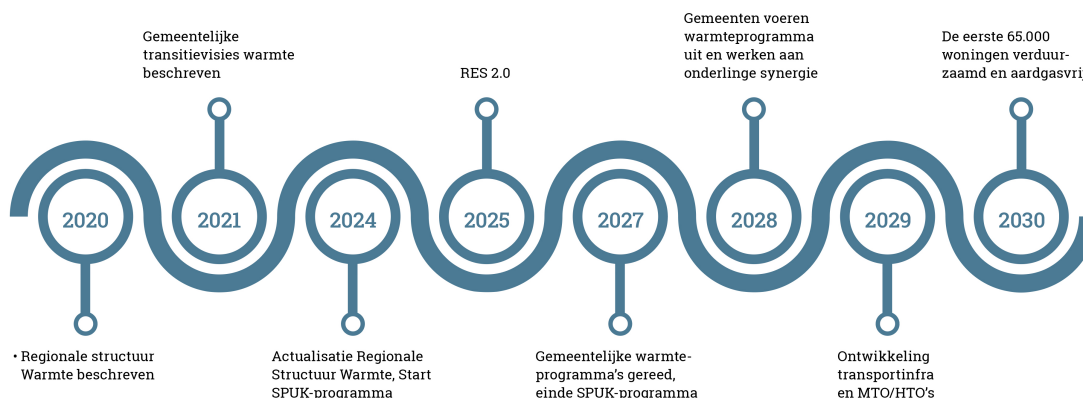 Gemeentelijke
transitievisies warmte
beschreven
RES 2.0
Gemeenten voeren
warmteprogramma
uit en werken aan
onderlinge synergie
De eerste 65.000
woningen verduur-
zaamd en aardgasvrij
2020
2021
2024
2025
2027
2028
2029
2030
• Regionale structuur
Warmte beschreven
Actualisatie Regionale
Structuur Warmte, Start
SPUK-programma
Gemeentelijke warmte-
programma’s gereed,
einde SPUK-programma
Ontwikkeling
transportinfra
en MTO/HTO’s